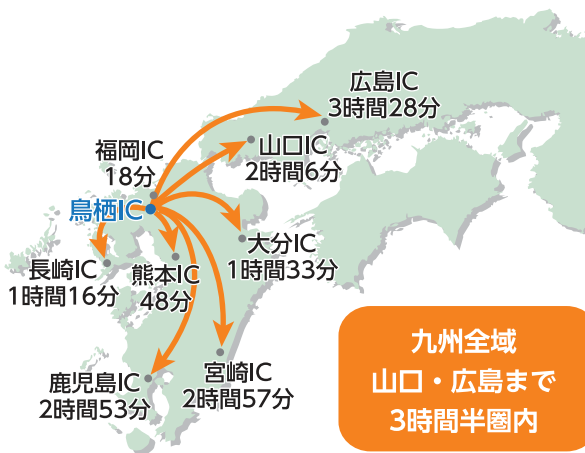 広島IC
3時間28分
山口IC
2時間6分
福岡IC
18分
鳥栖IC
大分IC
1時間33分
長崎IC
1時間16分
熊本IC
48分
宮崎IC
2時間57分
鹿児島IC
2時間53分
九州全域
山口・広島まで
3時間半圏内